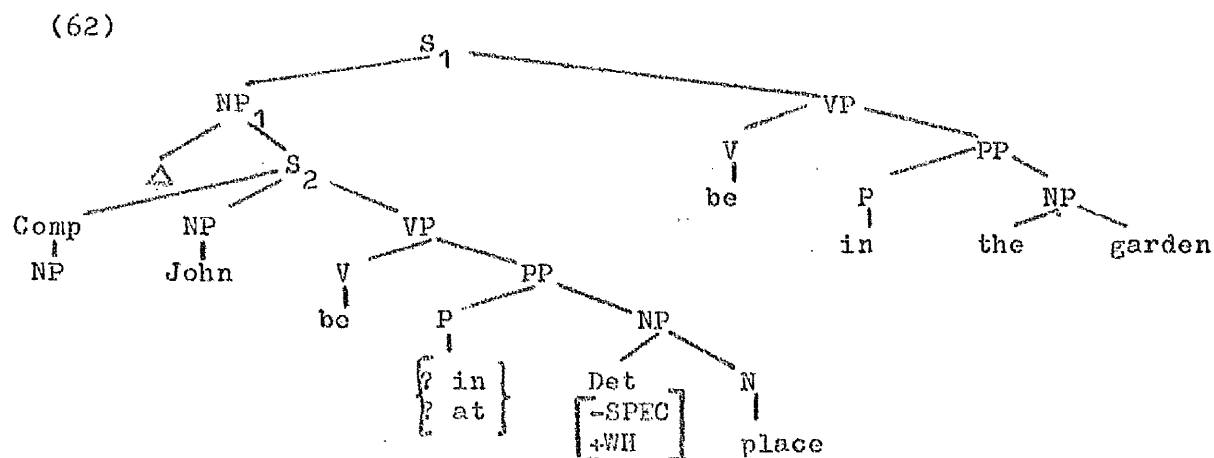 (62)
S1
NP1 VP
V PP
△ S2
be P NP
Comp NP VP
in the garden
NP John V PP
be P NP
{? in} Det N
{? at} [-SPEC] place
[+WH]